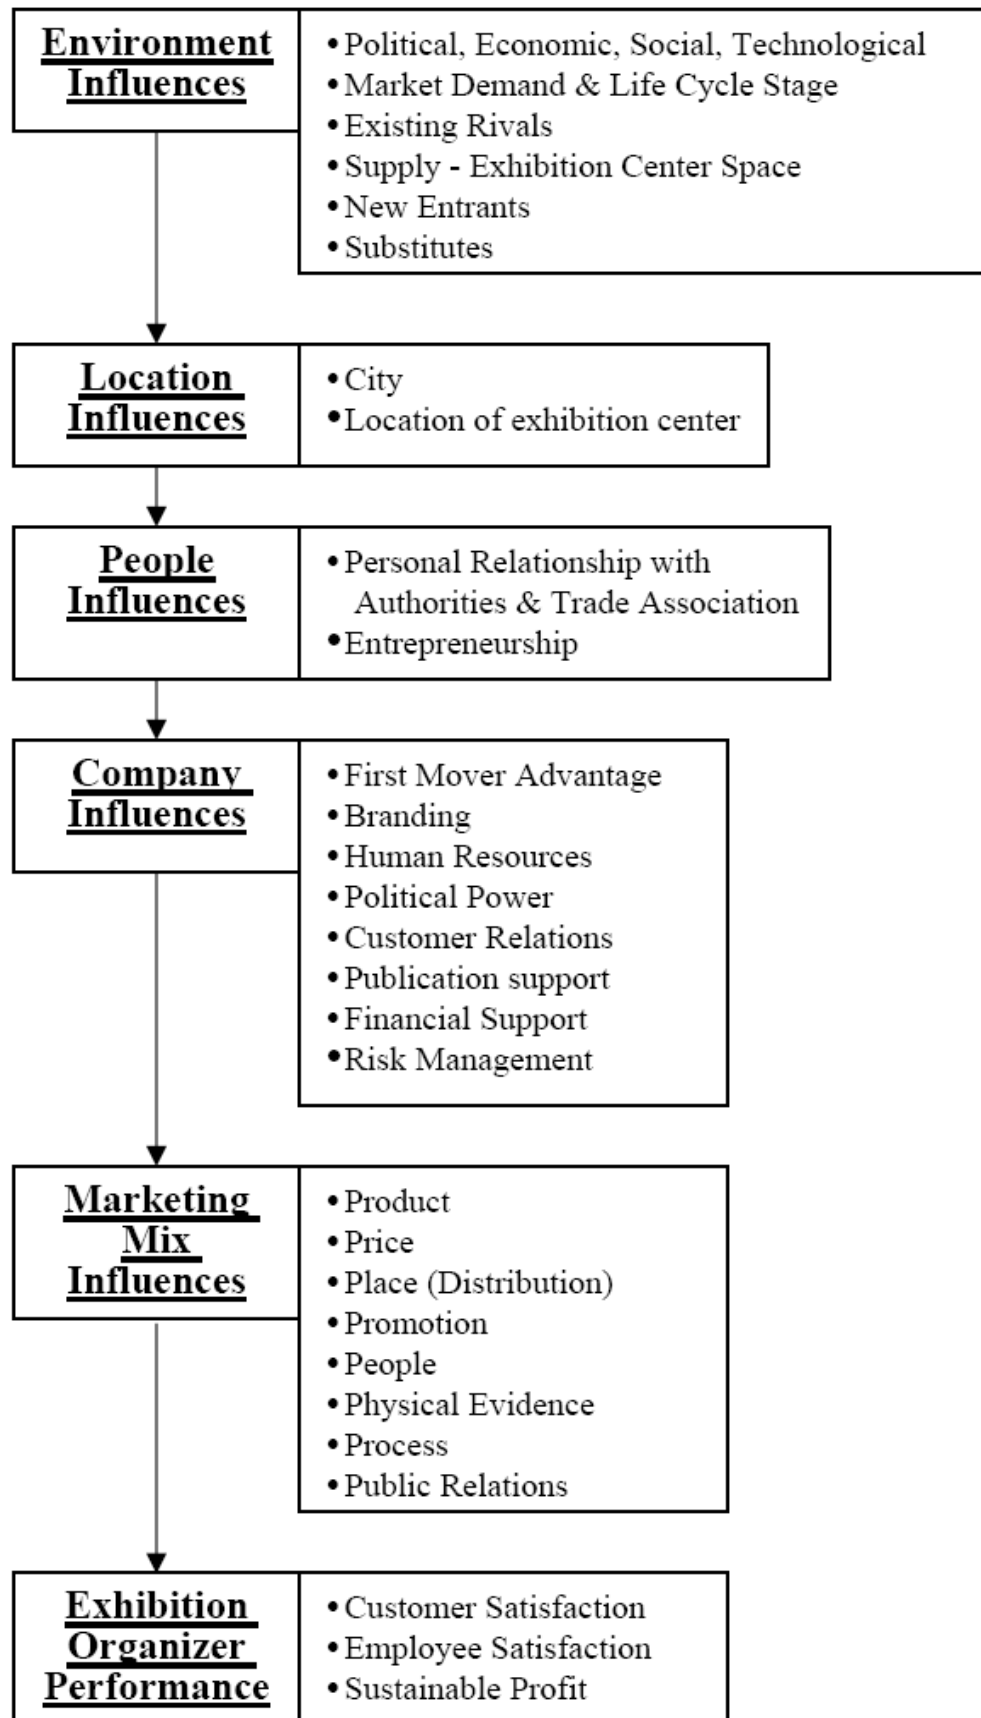 Environment
Influences
• Political, Economic, Social, Technological
• Market Demand & Life Cycle Stage
• Existing Rivals
• Supply - Exhibition Center Space
• New Entrants
• Substitutes
Location
Influences
• City
• Location of exhibition center
People
Influences
• Personal Relationship with
Authorities & Trade Association
• Entrepreneurship
Company
Influences
• First Mover Advantage
• Branding
• Human Resources
• Political Power
• Customer Relations
• Publication support
• Financial Support
• Risk Management
Marketing
Mix
Influences
• Product
• Price
• Place (Distribution)
• Promotion
• People
• Physical Evidence
• Process
• Public Relations
Exhibition
Organizer
Performance
• Customer Satisfaction
• Employee Satisfaction
• Sustainable Profit